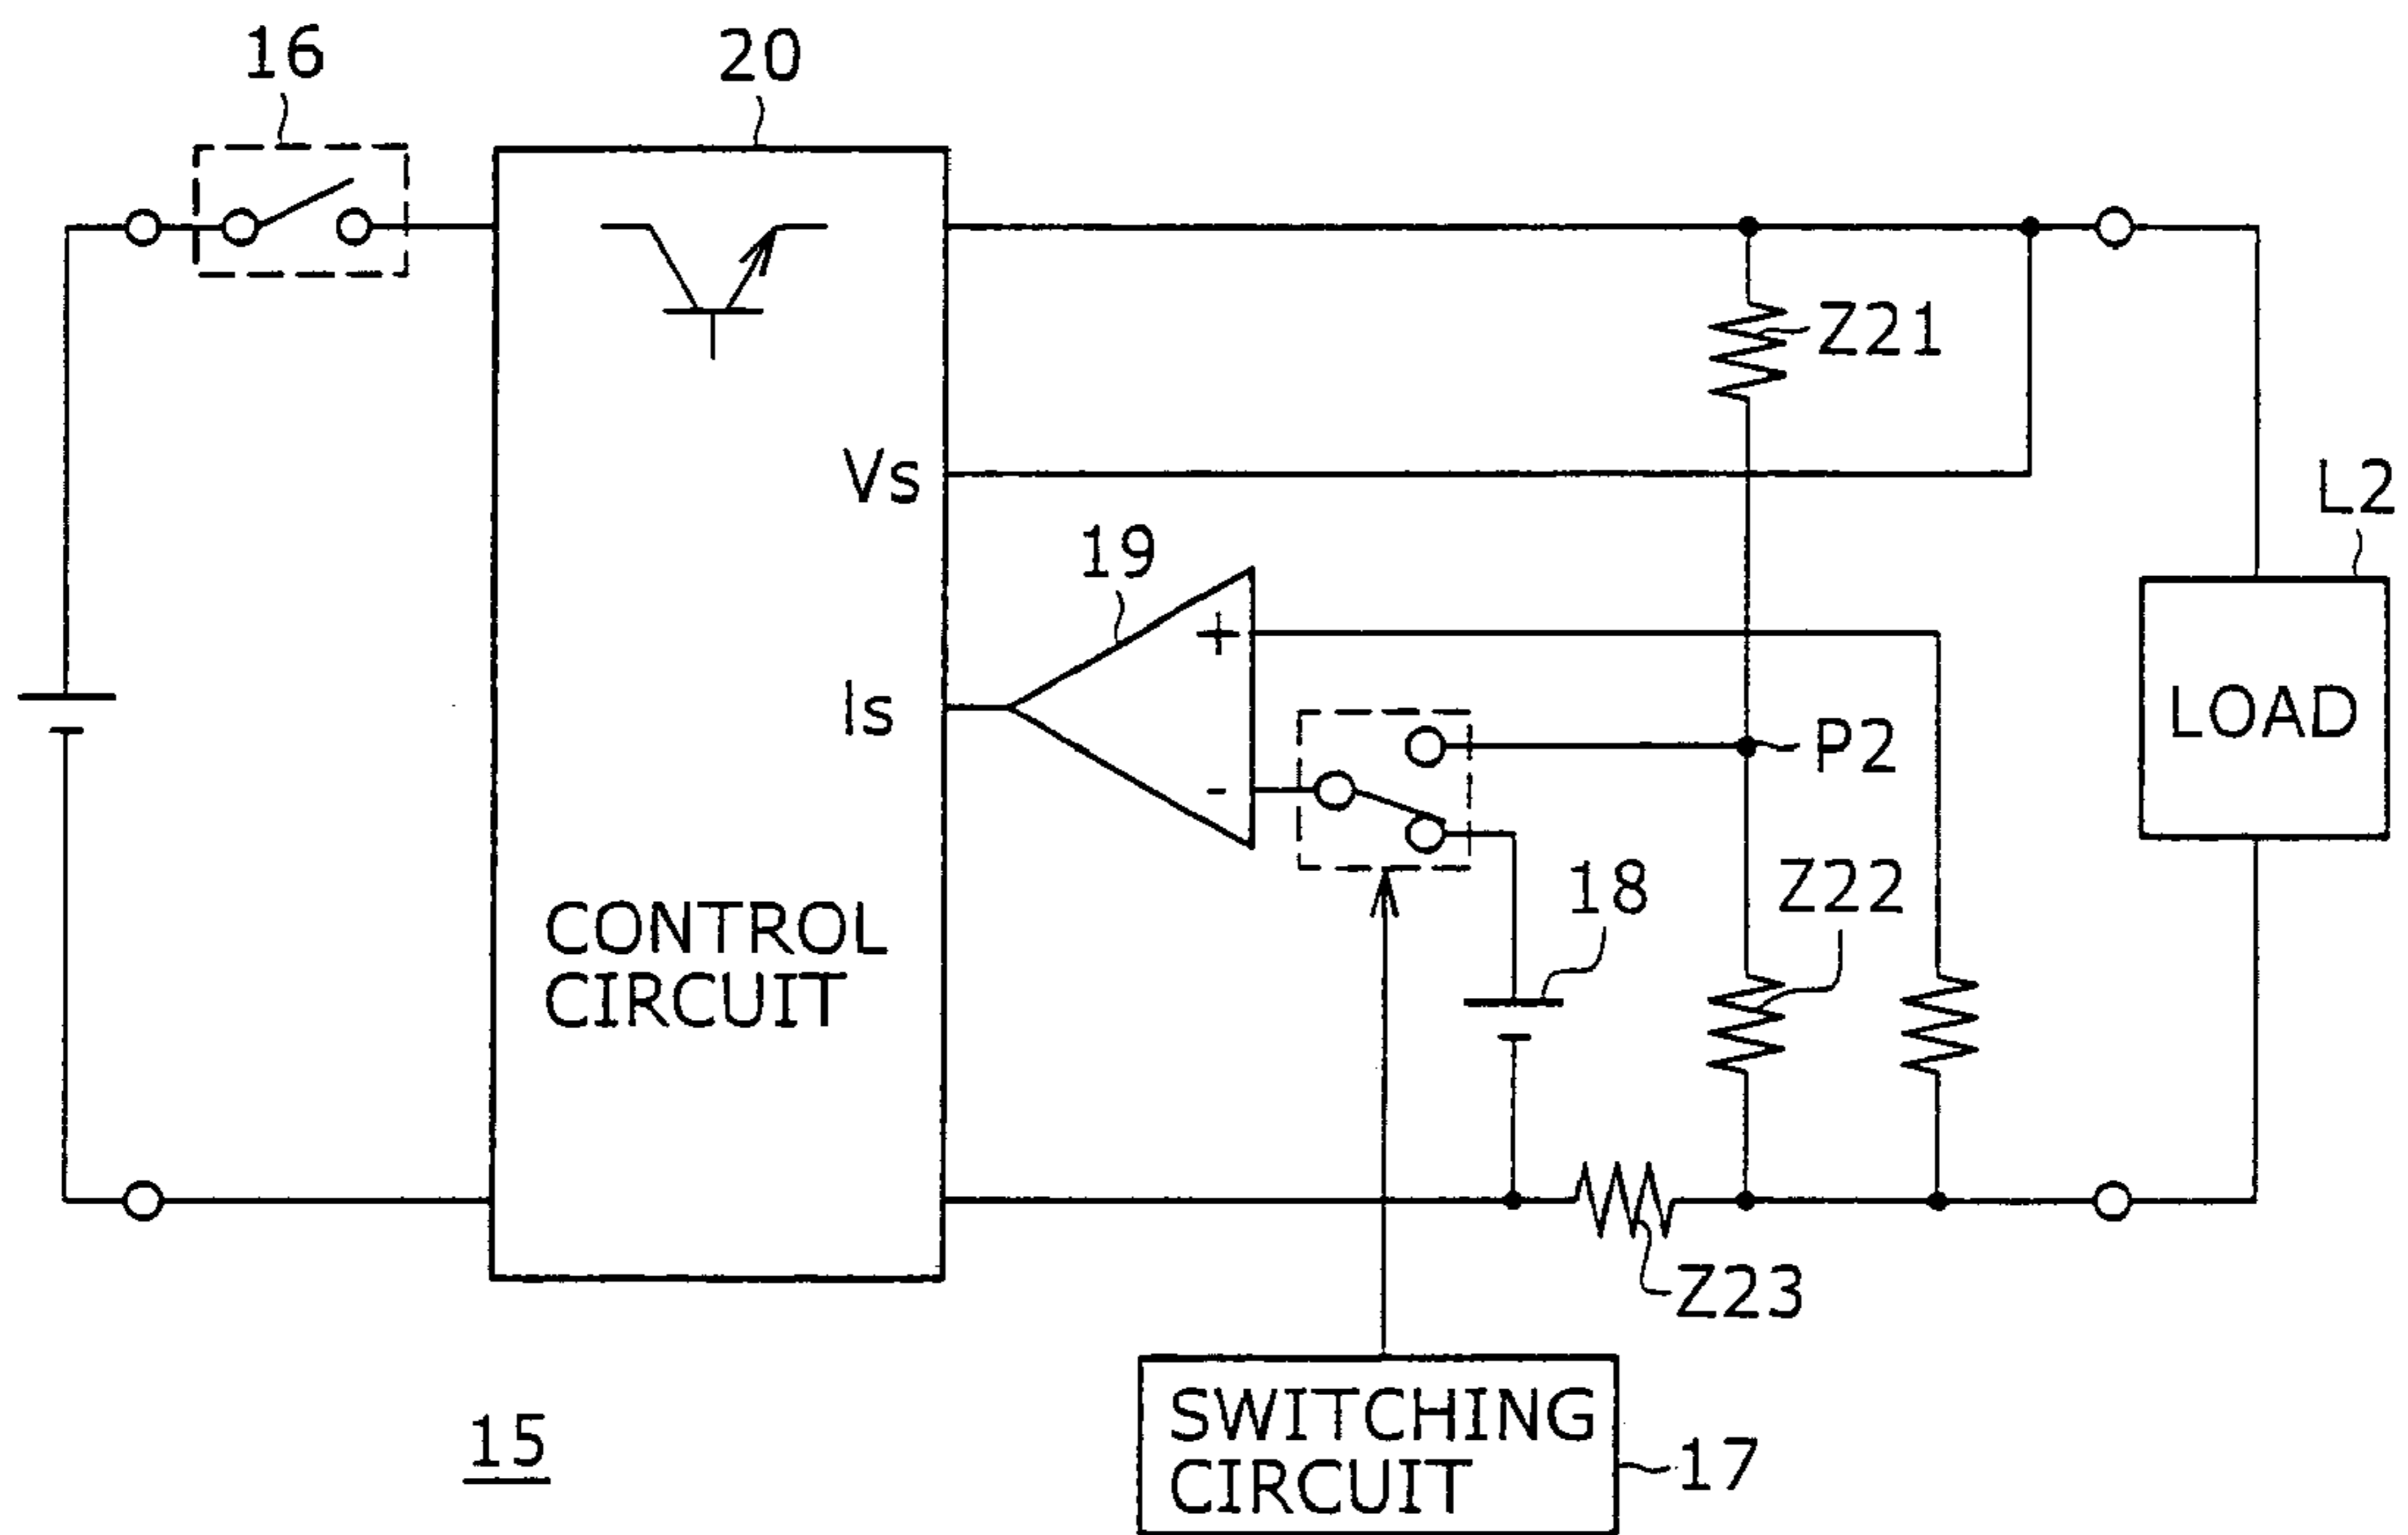 16
20
Z21
Vs
L2
19
+
Is
LOAD
P2
-
18
Z22
CONTROL
CIRCUIT
Z23
15
SWITCHING
CIRCUIT
17